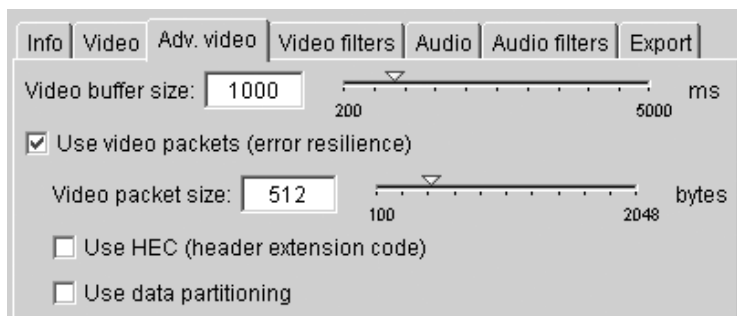 Info Video Adv. video Video filters Audio Audio filters Export
Video buffer size: 1000 ms
200 5000
Use video packets (error resilience)
Video packet size: 512 bytes
100 2048
Use HEC (header extension code)
Use data partitioning